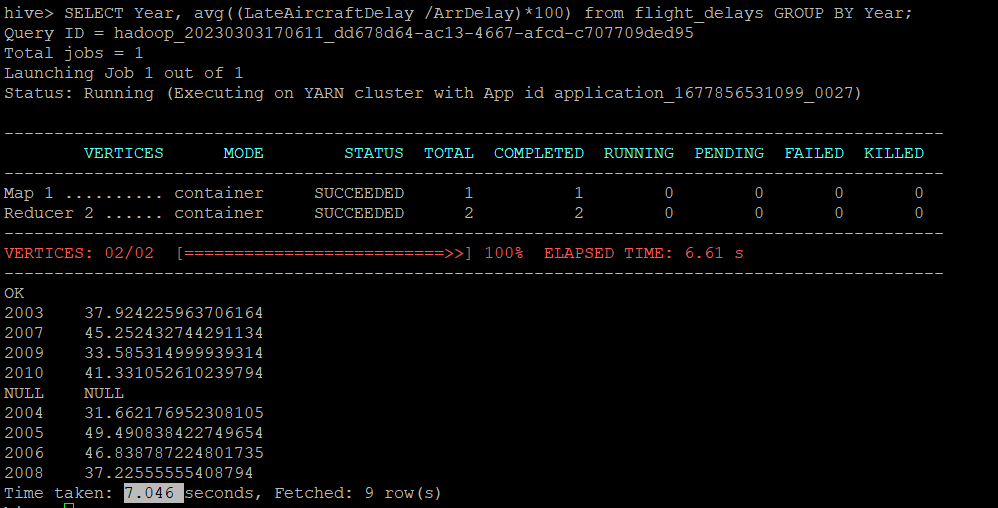 hive> SELECT Year, avg((LateAircraftDelay /ArrDelay)*100) from flight_delays GROUP BY Year;
Query ID = hadoop_20230303170611_dd678d64-ac13-4667-afcd-c707709ded95
Total jobs = 1
Launching Job 1 out of 1
Status: Running (Executing on YARN cluster with App id application_1677856531099_0027)
----------------------------------------------------------------------------------------------
VERTICES MODE STATUS TOTAL COMPLETED RUNNING PENDING FAILED KILLED
----------------------------------------------------------------------------------------------
Map 1 .......... container SUCCEEDED 1 1 0 0 0 0
Reducer 2 ...... container SUCCEEDED 2 2 0 0 0 0
----------------------------------------------------------------------------------------------
VERTICES: 02/02 [==========================>>] 100% ELAPSED TIME: 6.61 s
----------------------------------------------------------------------------------------------
OK
2003 37.924225963706164
2007 45.252432744291134
2009 33.585314999939314
2010 41.331052610239794
NULL NULL
2004 31.662176952308105
2005 49.490838422749654
2006 46.838787224801735
2008 37.22555555408794
Time taken: 7.046 seconds, Fetched: 9 row(s)